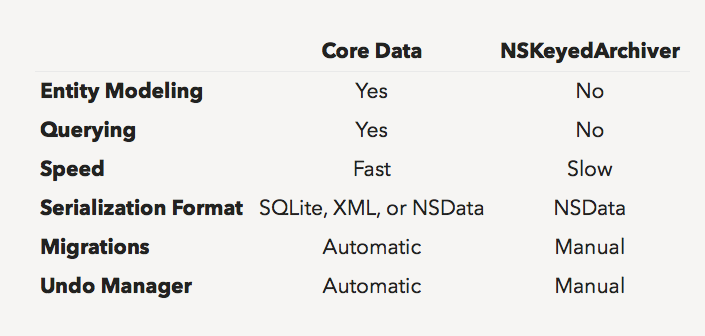 Core Data NSKeyedArchiver
Entity Modeling Yes No
Querying Yes No
Speed Fast Slow
Serialization Format SQLite, XML, or NSData NSData
Migrations Automatic Manual
Undo Manager Automatic Manual